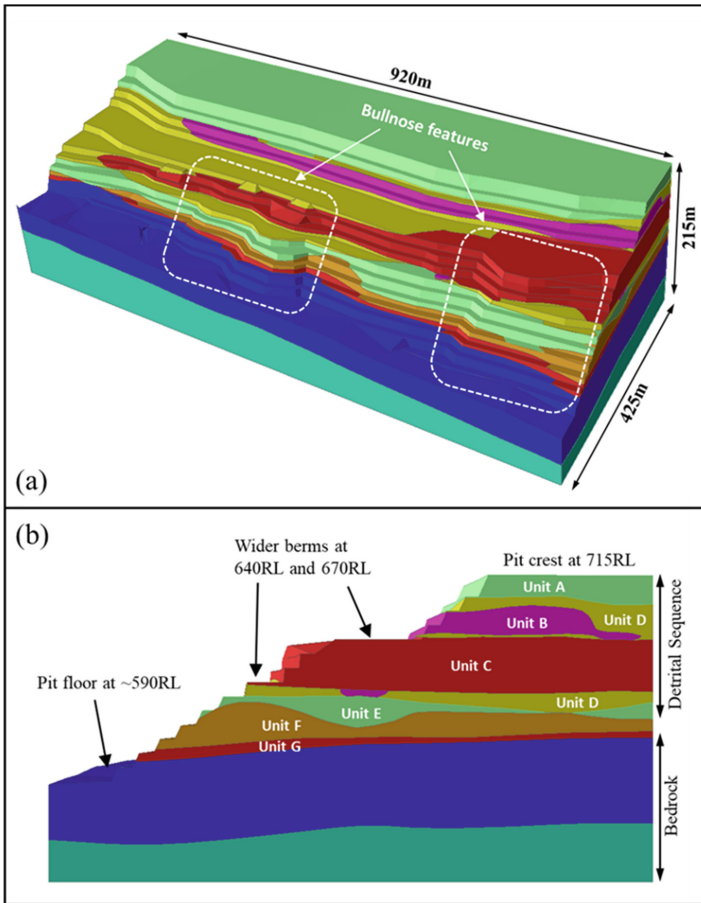 920m
Bullnose features
215m
425m
(a)
(b)
Wider berms at
640RL and 670RL
Pit crest at 715RL
Unit A
Unit B
Unit D
Detrital Sequence
Unit C
Pit floor at ~590RL
Unit D
Unit E
Unit F
Unit G
Bedrock